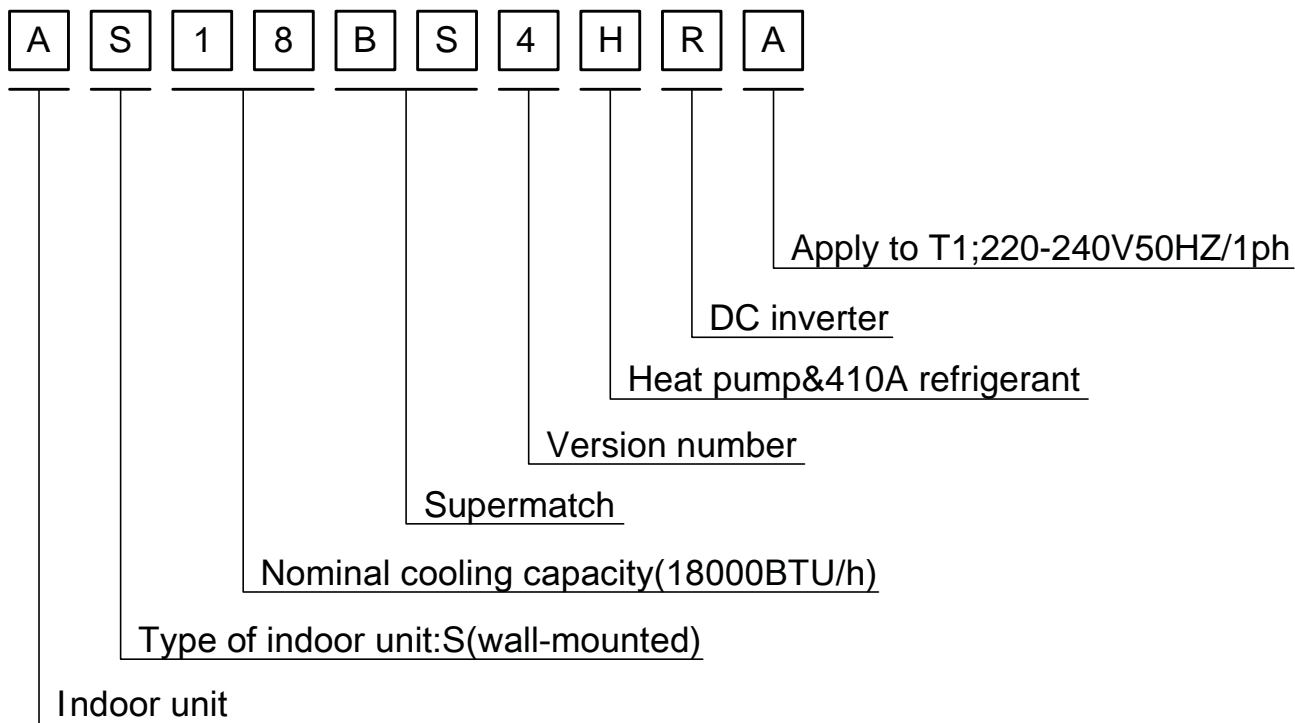 A S 1 8 B S 4 H R A
Apply to T1;220-240V50HZ/1ph
DC inverter
Heat pump&410A refrigerant
Version number
Supermatch
Nominal cooling capacity(18000BTU/h)
Type of indoor unit:S(wall-mounted)
Indoor unit